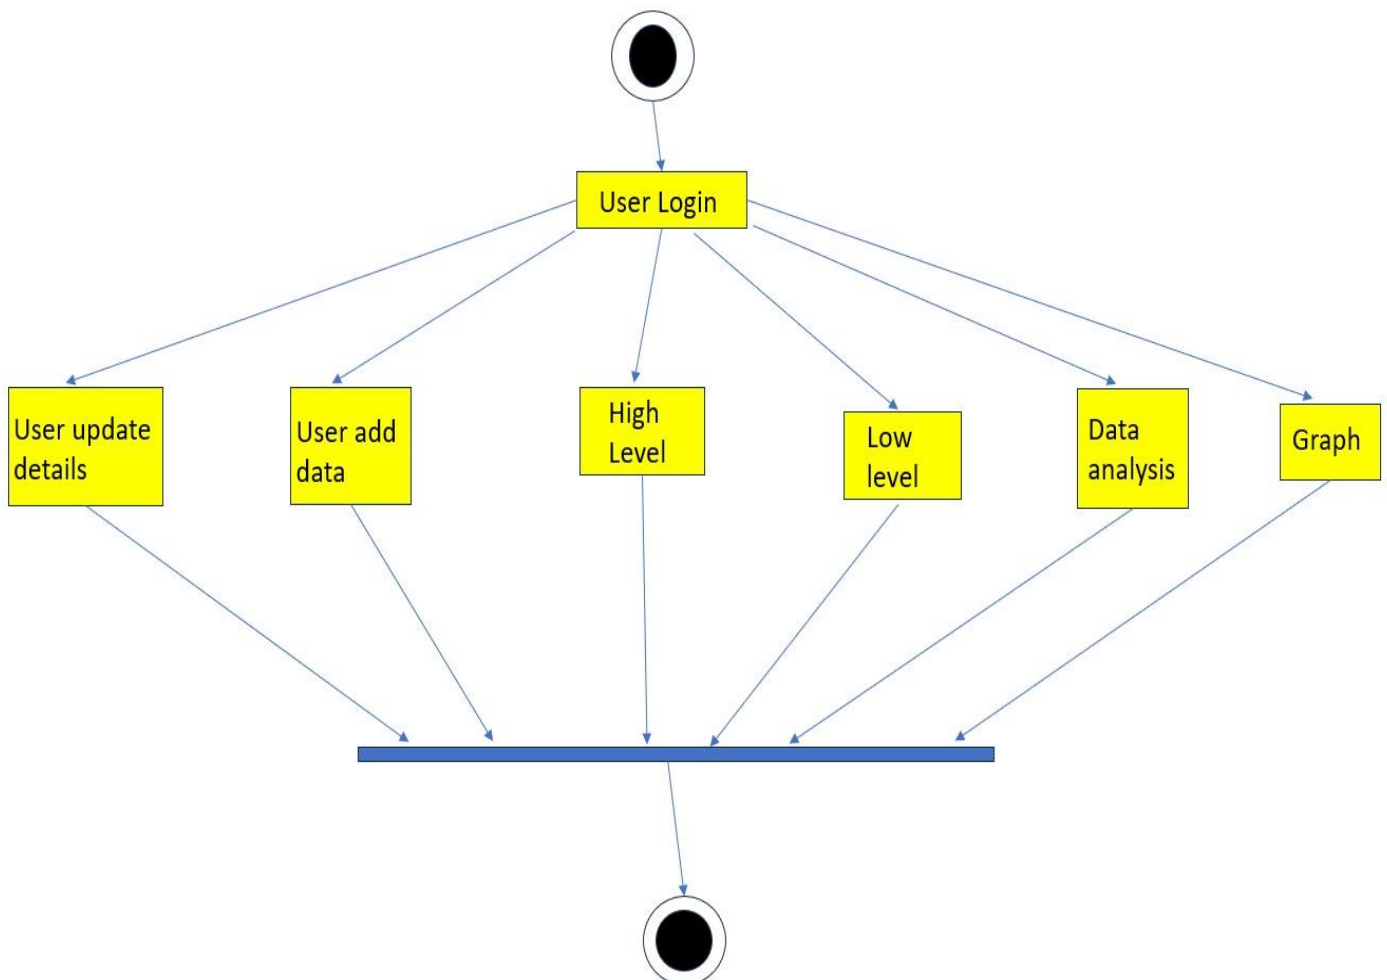 User Login
User update
details
User add
data
High
Level
Low
level
Data
analysis
Graph